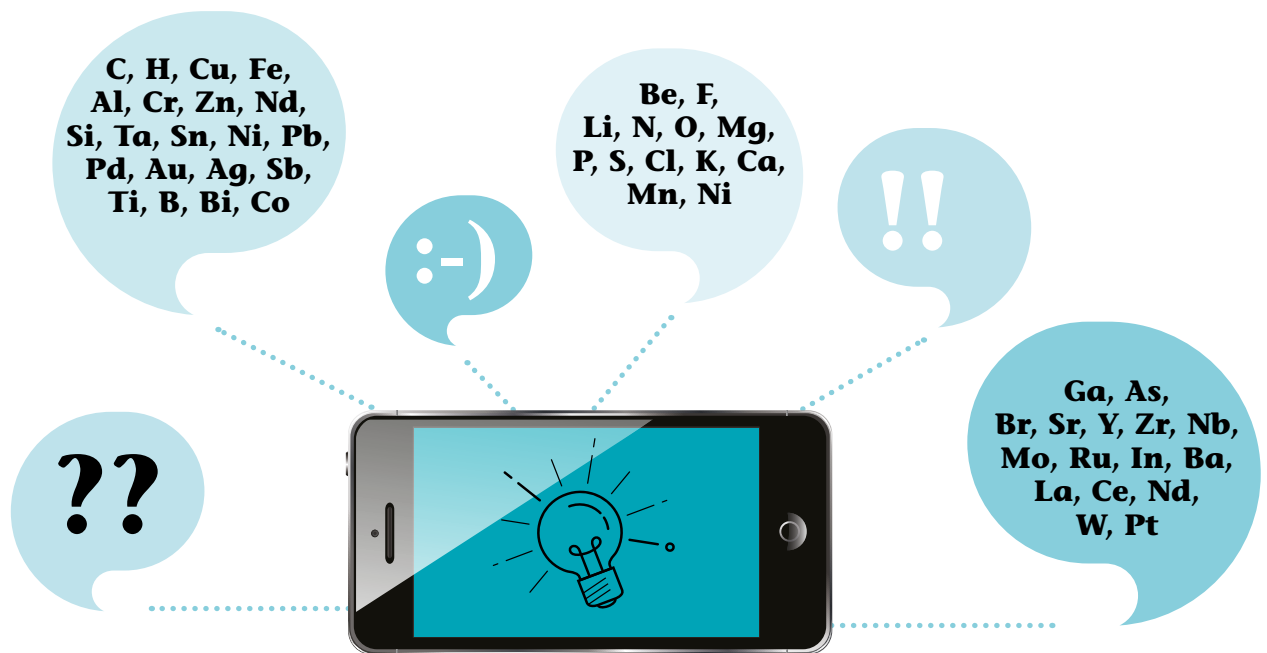 C, H, Cu, Fe,
Al, Cr, Zn, Nd,
Si, Ta, Sn, Ni, Pb,
Pd, Au, Ag, Sb,
Ti, B, Bi, Co
:-)
Be, F,
Li, N, O, Mg,
P, S, Cl, K, Ca,
Mn, Ni
!!
??
Ga, As,
Br, Sr, Y, Zr, Nb,
Mo, Ru, In, Ba,
La, Ce, Nd,
W, Pt